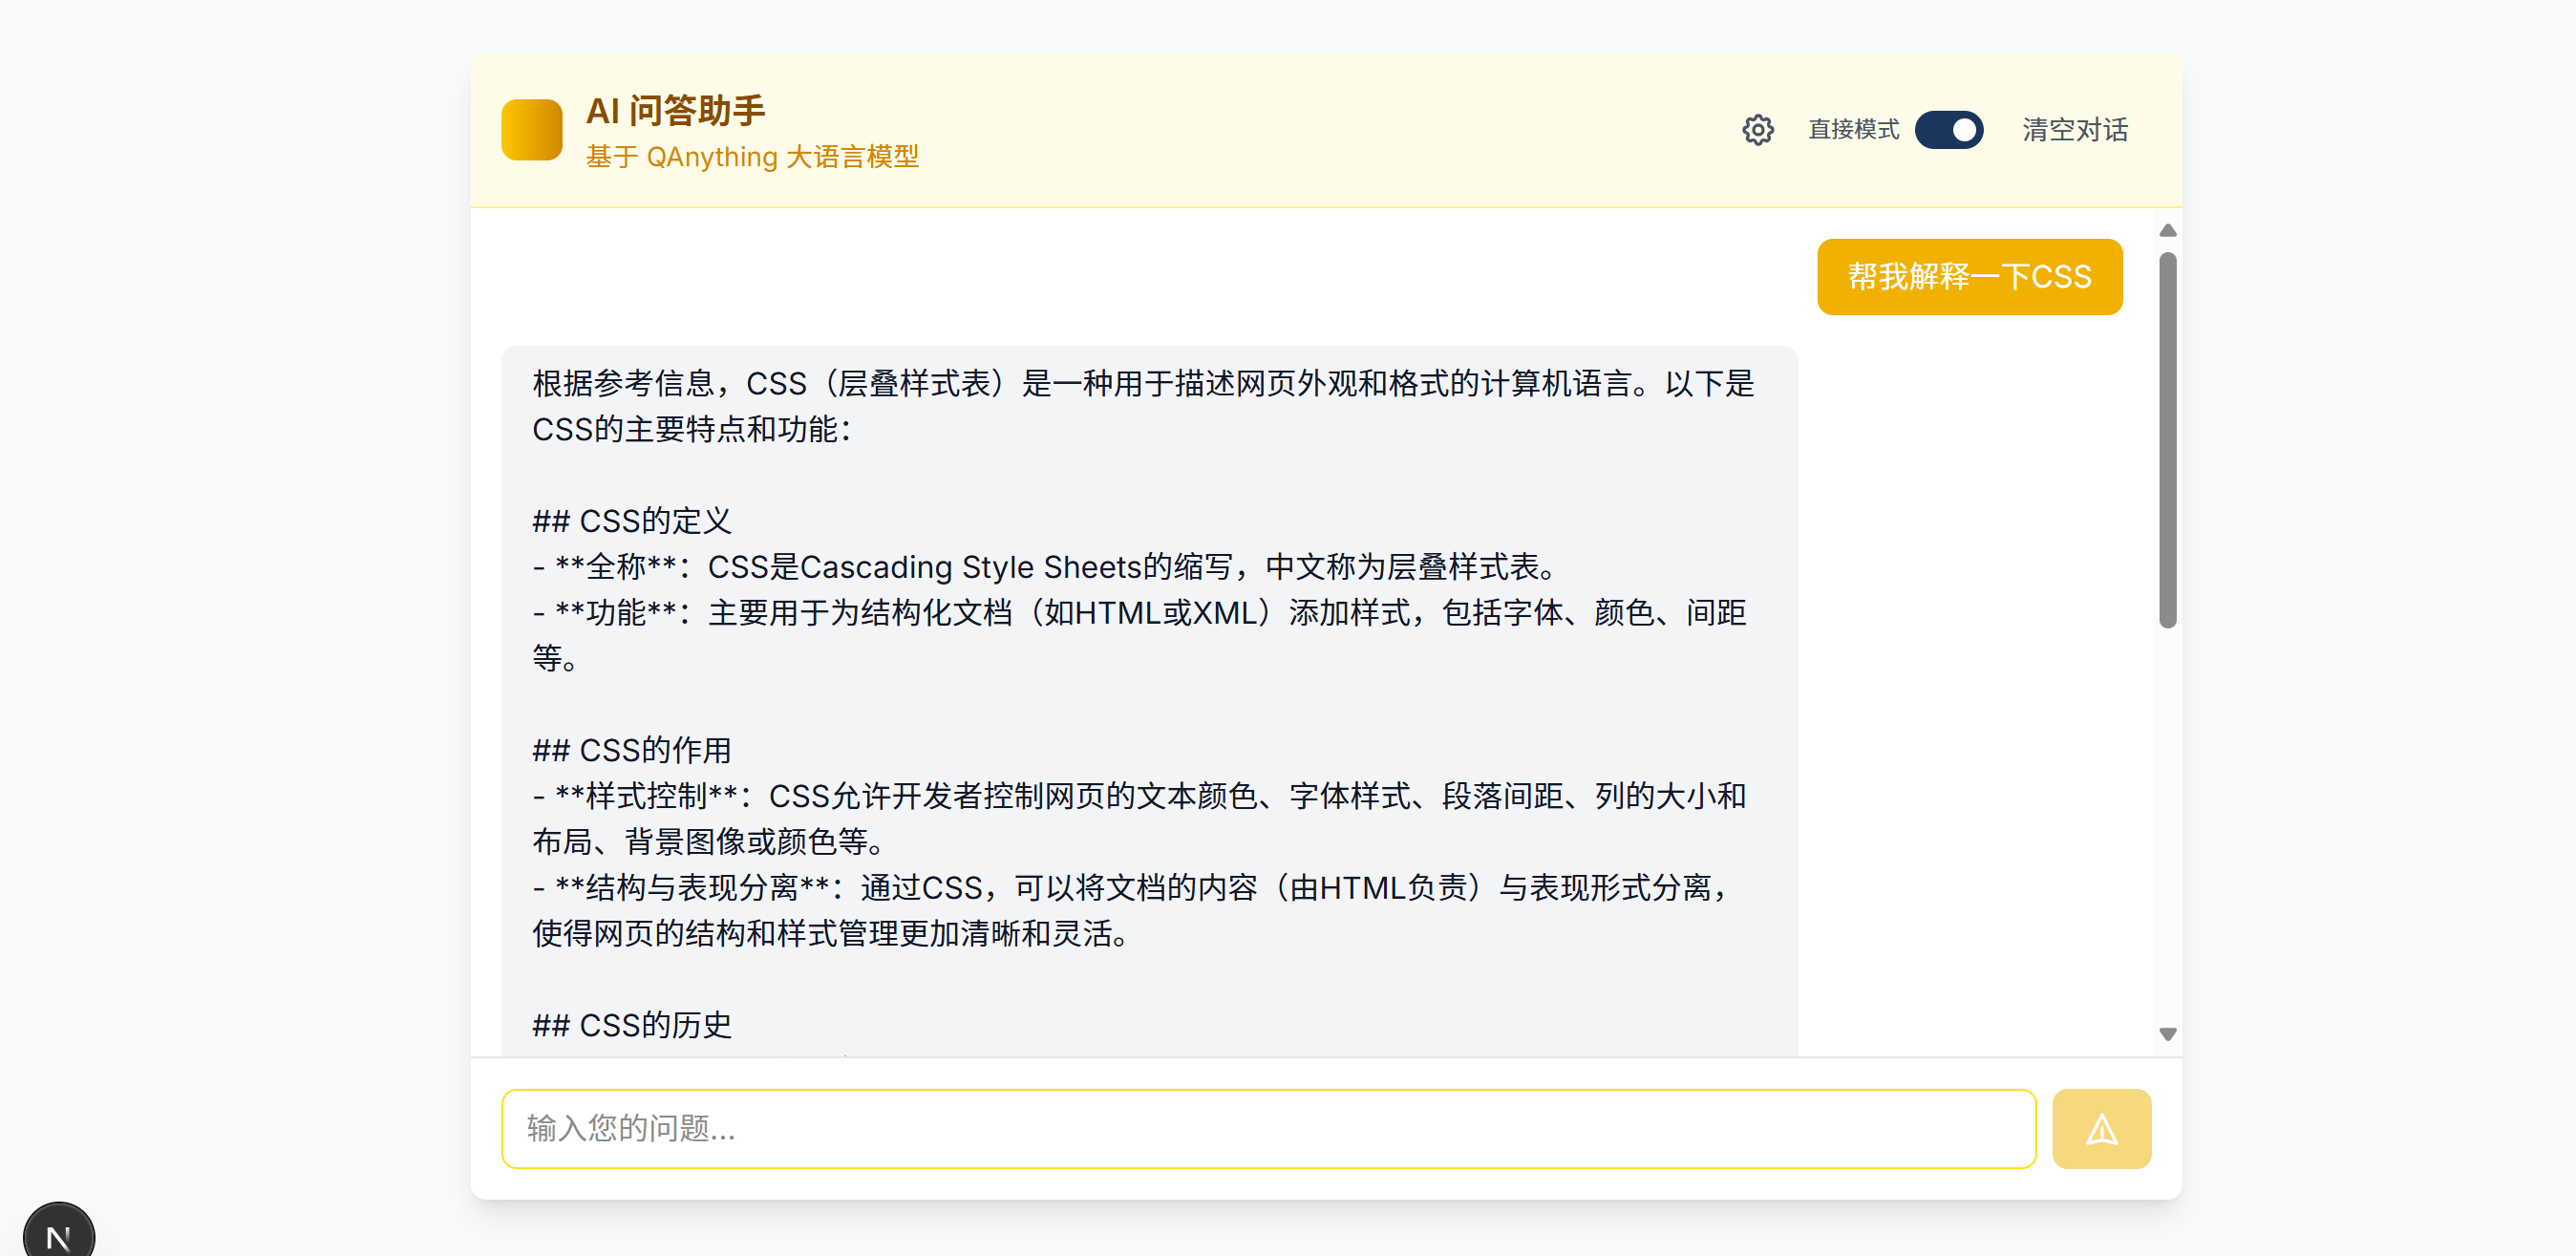 AI 问答助手
基于 QAnything 大语言模型
直接模式
清空对话
帮我解释一下CSS
根据参考信息，CSS（层叠样式表）是一种用于描述网页外观和格式的计算机语言。以下是
CSS的主要特点和功能：
## CSS的定义
- **全称**：CSS是Cascading Style Sheets的缩写，中文称为层叠样式表。
- **功能**：主要用于为结构化文档（如HTML或XML）添加样式，包括字体、颜色、间距
等。
## CSS的作用
- **样式控制**：CSS允许开发者控制网页的文本颜色、字体样式、段落间距、列的大小和
布局、背景图像或颜色等。
- **结构与表现分离**：通过CSS，可以将文档的内容（由HTML负责）与表现形式分离，
使得网页的结构和样式管理更加清晰和灵活。
## CSS的历史
输入您的问题...
N